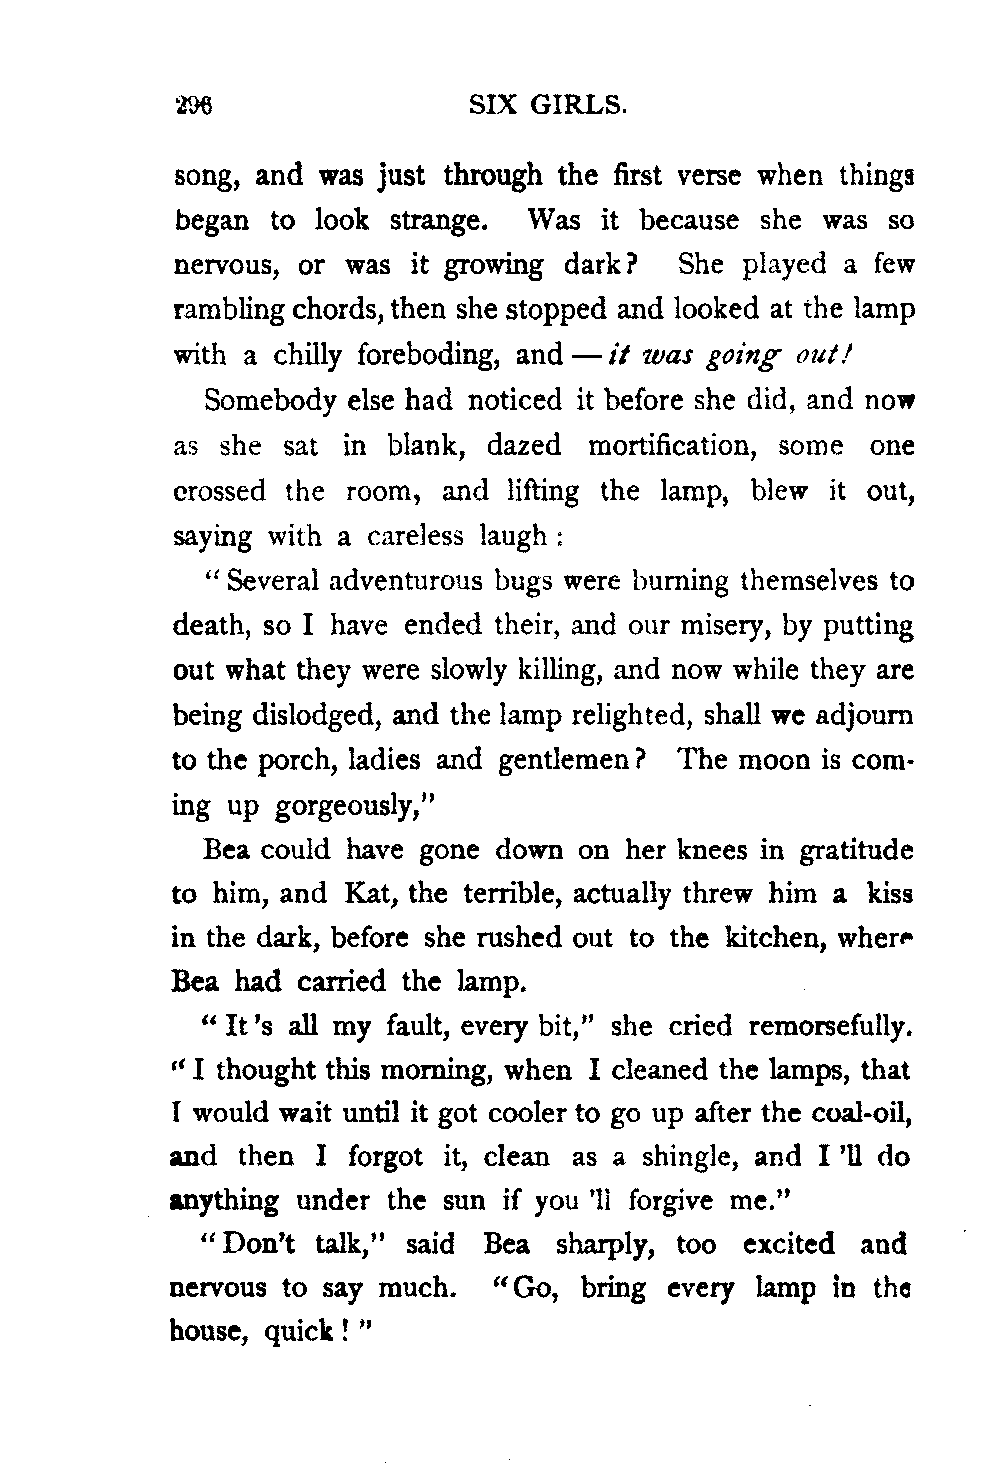 296 SIX GIRLS.
song, and was just through the first verse when things
began to look strange. Was it because she was so
nervous, or was it growing dark? She played a few
rambling chords, then she stopped and looked at the lamp
with a chilly foreboding, and — it was going out!
Somebody else had noticed it before she did, and now
as she sat in blank, dazed mortification, some one
crossed the room, and lifting the lamp, blew it out,
saying with a careless laugh :
“ Several adventurous bugs were burning themselves to
death, so I have ended their, and our misery, by putting
out what they were slowly killing, and now while they are
being dislodged, and the lamp relighted, shall we adjourn
to the porch, ladies and gentlemen? The moon is com-
ing up gorgeously,”
Bea could have gone down on her knees in gratitude
to him, and Kat, the terrible, actually threw him a kiss
in the dark, before she rushed out to the kitchen, where
Bea had carried the lamp.
“ It 's all my fault, every bit,” she cried remorsefully.
“ I thought this morning, when I cleaned the lamps, that
I would wait until it got cooler to go up after the coal-oil,
and then I forgot it, clean as a shingle, and I 'll do
anything under the sun if you 'll forgive me.”
“ Don't talk,” said Bea sharply, too excited and
nervous to say much. “Go, bring every lamp in the
house, quick ! ”